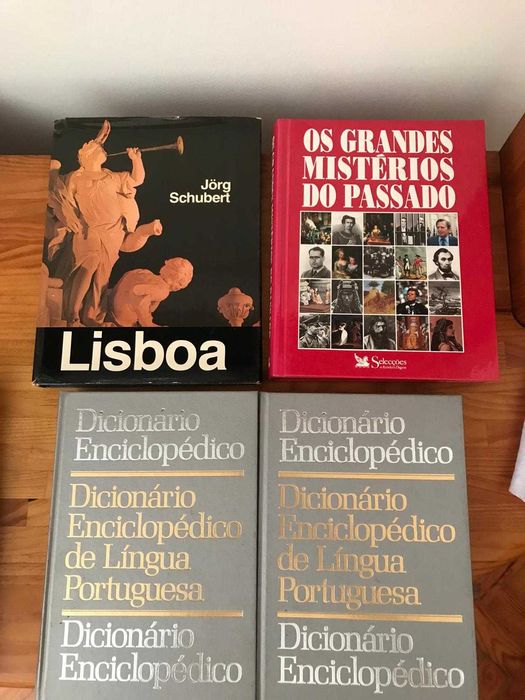 Jörg
Schubert
Lisboa
OS GRANDES
MISTÉRIOS
DO PASSADO
Selecções
Dicionário
Enciclopédico
Dicionário
Enciclopédico
de Língua
Portuguesa
Dicionário
Enciclopédico
Dicionário
Enciclopédico
Dicionário
Enciclopédico
de Língua
Portuguesa
Dicionário
Enciclopédico